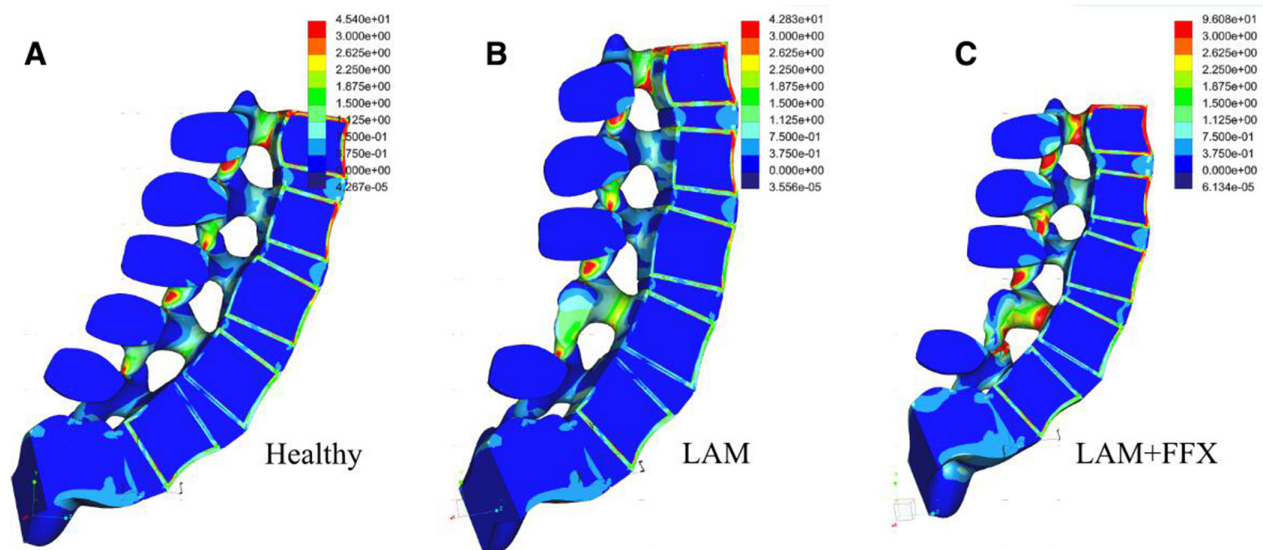 A
4.540e+01
3.000e+00
2.625e+00
2.250e+00
1.875e+00
1.500e+00
1.125e+00
7.500e-01
3.750e-01
0.000e+00
4.267e-05
Healthy
B
4.283e+01
3.000e+00
2.625e+00
2.250e+00
1.875e+00
1.500e+00
1.125e+00
7.500e-01
3.750e-01
0.000e+00
3.556e-05
LAM
C
9.608e+01
3.000e+00
2.625e+00
2.250e+00
1.875e+00
1.500e+00
1.125e+00
7.500e-01
3.750e-01
0.000e+00
6.134e-05
LAM+FFX